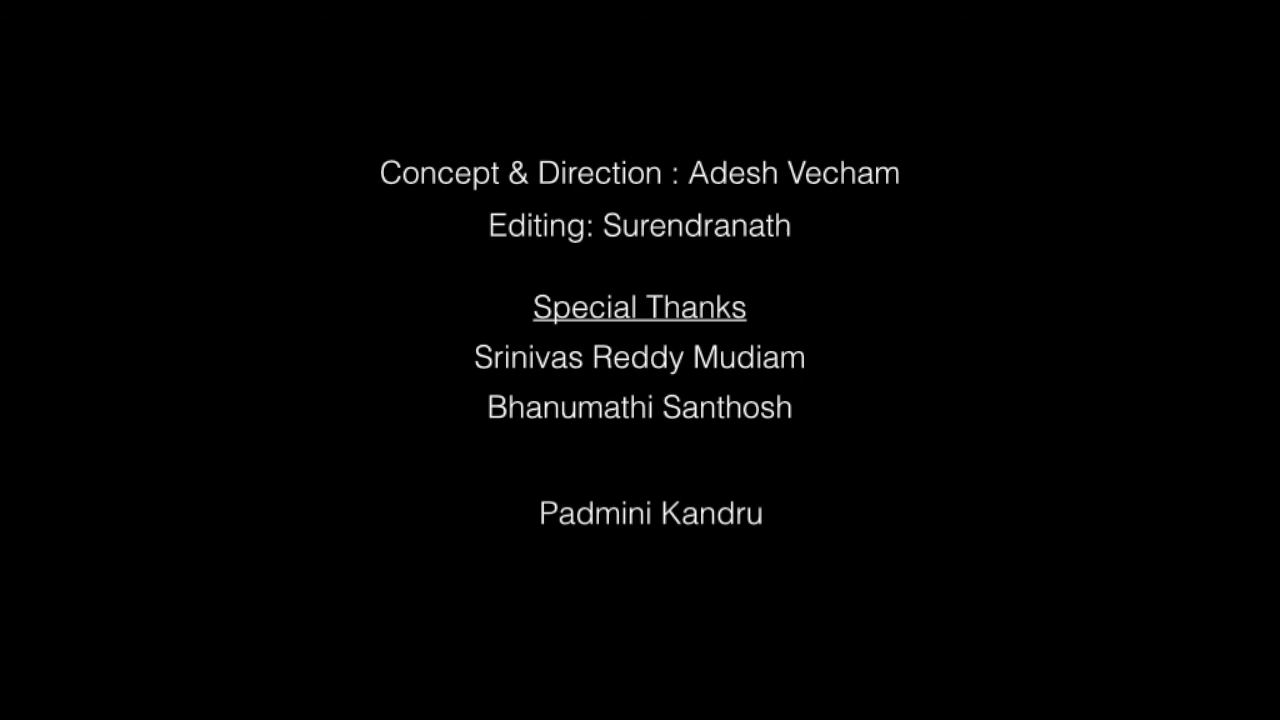 Concept & Direction : Adesh Vecham
Editing: Surendranath
Special Thanks
Srinivas Reddy Mudiam
Bhanumathi Santhosh
Padmini Kandru